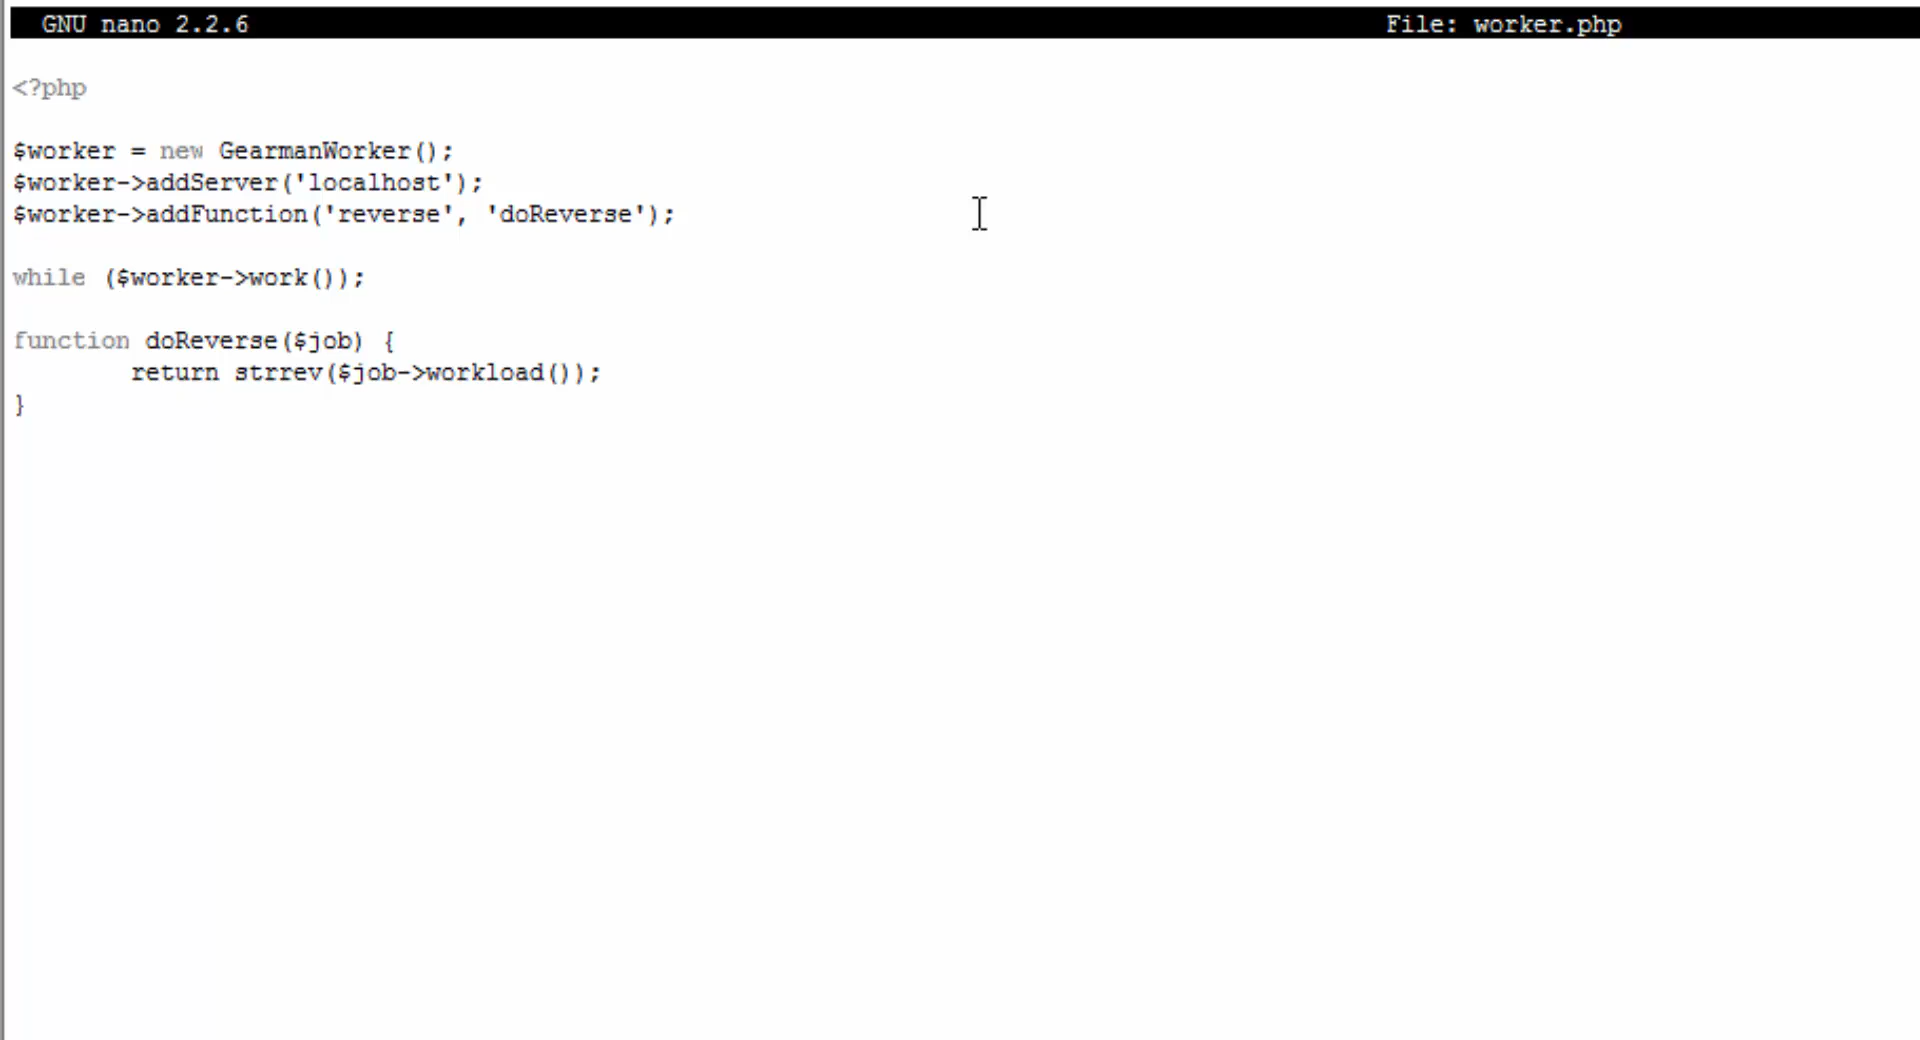 GNU nano 2.2.6 File: worker.php
<?php
$worker = new GearmanWorker();
$worker->addServer('localhost');
$worker->addFunction('reverse', 'doReverse');
while ($worker->work());
function doReverse($job) {
        return strrev($job->workload());
}